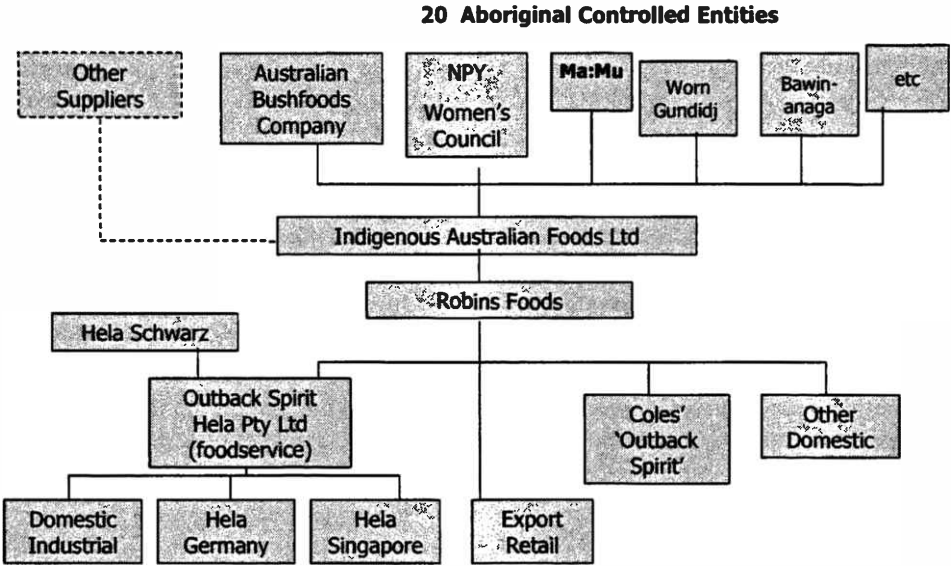 20 Aboriginal Controlled Entities
Other
Suppliers
Australian
Bushfoods
Company
NPY
Women's
Council
Ma:Mu
Worn
Gundidj
Bawin-
anaga
etc
Indigenous Australian Foods Ltd
Robins Foods
Hela Schwarz
Outback Spirit
Hela Pty Ltd
(foodservice)
Coles'
'Outback
Spirit'
Other
Domestic
Domestic
Industrial
Hela
Germany
Hela
Singapore
Export
Retail